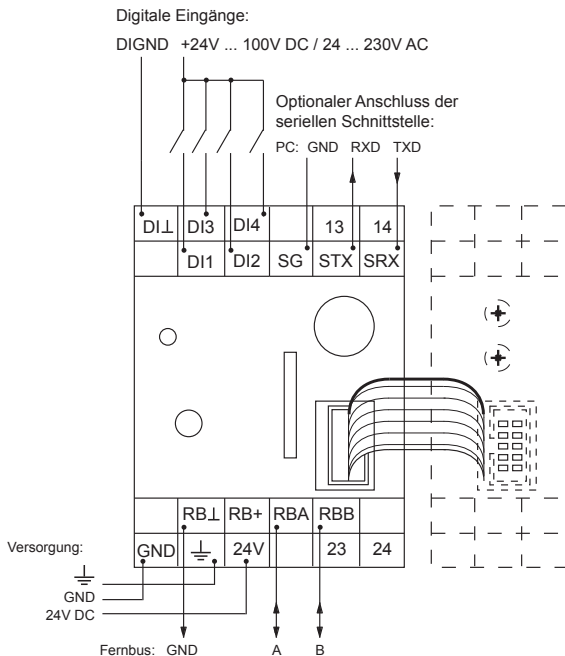 Digitale Eingänge:
DIGND +24V ... 100V DC / 24 ... 230V AC
Optionaler Anschluss der
seriellen Schnittstelle:
PC: GND RXD TXD
DI⊥ DI3 DI4 13 14
DI1 DI2 SG STX SRX
RB⊥ RB+ RBA RBB
Versorgung:
GND ⏚ 24V 23 24
GND
24V DC
Fernbus: GND A B